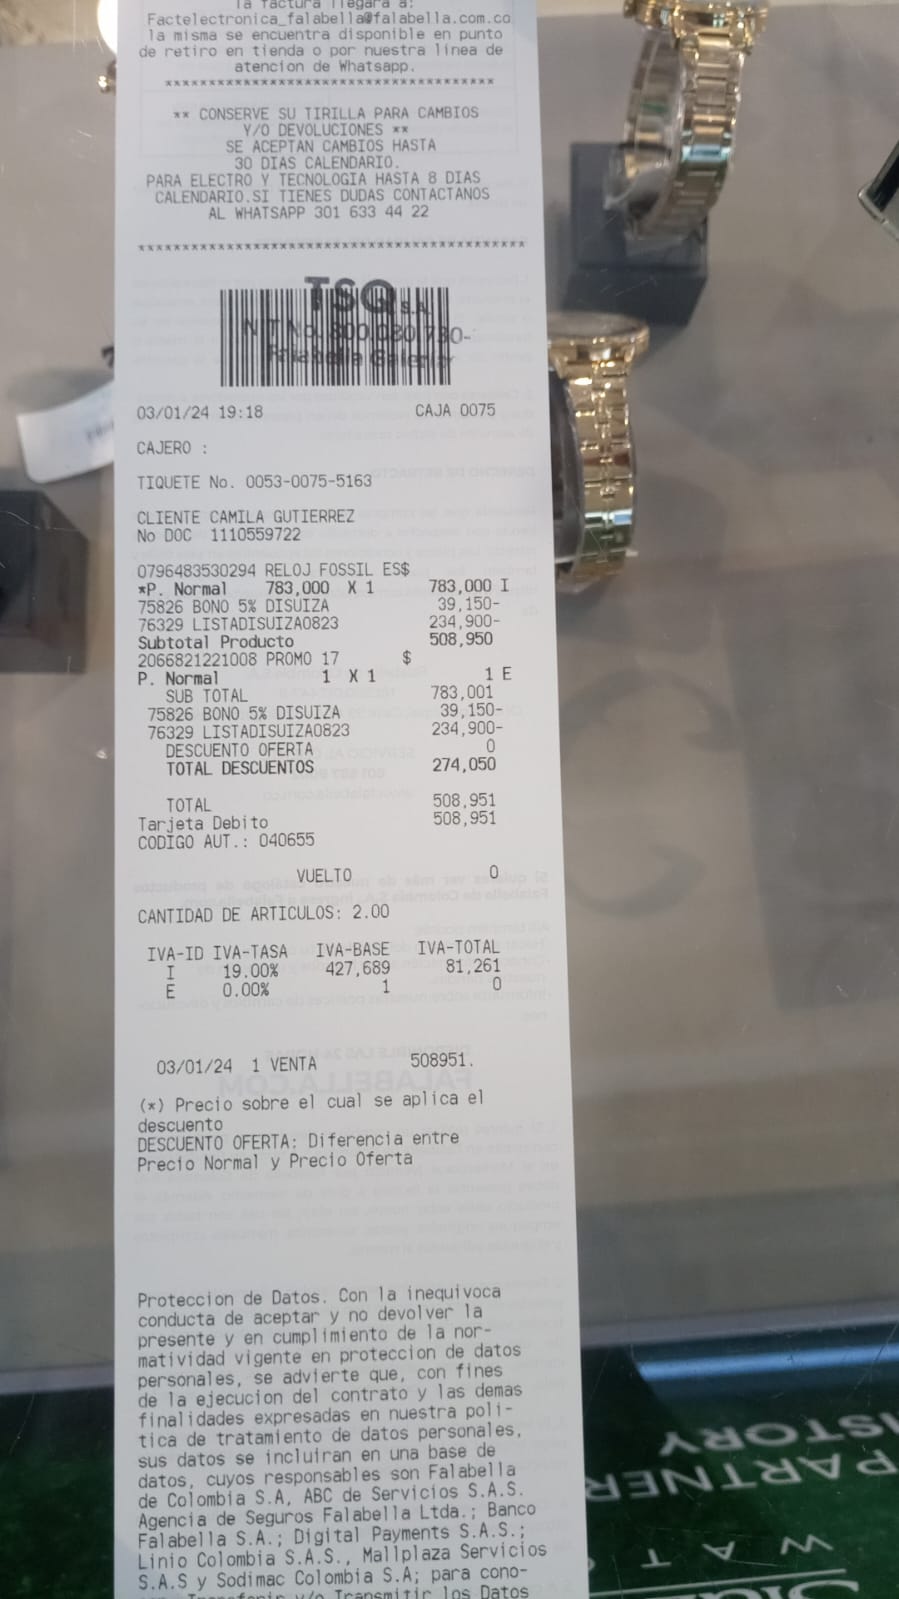 la factura llegara a:
Factelectronica_falabella@falabella.com.co
la misma se encuentra disponible en punto
de retiro en tienda o por nuestra linea de
atencion de Whatsapp.
*****************************************
** CONSERVE SU TIRILLA PARA CAMBIOS
Y/O DEVOLUCIONES **
SE ACEPTAN CAMBIOS HASTA
30 DIAS CALENDARIO.
PARA ELECTRO Y TECNOLOGIA HASTA 8 DIAS
CALENDARIO.SI TIENES DUDAS CONTACTANOS
AL WHATSAPP 301 633 44 22
********************************************
TSQ S.A.
NIT No. 800.030.730-
Falabella
03/01/24 19:18 CAJA 0075
CAJERO :
TIQUETE No. 0053-0075-5163
CLIENTE CAMILA GUTIERREZ
No DOC 1110559722
0796483530294 RELOJ FOSSIL ES$
*P. Normal 783,000 X 1 783,000 I
75826 BONO 5% DISUIZA 39,150-
76329 LISTADISUIZA0823 234,900-
Subtotal Producto 508,950
2066821221008 PROMO 17 $
P. Normal 1 X 1 1 E
SUB TOTAL 783,001
75826 BONO 5% DISUIZA 39,150-
76329 LISTADISUIZA0823 234,900-
DESCUENTO OFERTA 0
TOTAL DESCUENTOS 274,050
TOTAL 508,951
Tarjeta Debito 508,951
CODIGO AUT.: 040655
VUELTO 0
CANTIDAD DE ARTICULOS: 2.00
IVA-ID IVA-TASA IVA-BASE IVA-TOTAL
I 19.00% 427,689 81,261
E 0.00% 1 0
03/01/24 1 VENTA 508951.
(*) Precio sobre el cual se aplica el
descuento
DESCUENTO OFERTA: Diferencia entre
Precio Normal y Precio Oferta
Proteccion de Datos. Con la inequivoca
conducta de aceptar y no devolver la
presente y en cumplimiento de la nor-
matividad vigente en proteccion de datos
personales, se advierte que, con fines
de la ejecucion del contrato y las demas
finalidades expresadas en nuestra poli-
tica de tratamiento de datos personales,
sus datos se incluiran en una base de
datos, cuyos responsables son Falabella
de Colombia S.A, ABC de Servicios S.A.S.
Agencia de Seguros Falabella Ltda.; Banco
Falabella S.A.; Digital Payments S.A.S.;
Linio Colombia S.A.S., Mallplaza Servicios
S.A.S y Sodimac Colombia S.A; para cono-
Transferir y/o Transmitir los Datos
PARTNER
HISTORY
WAT